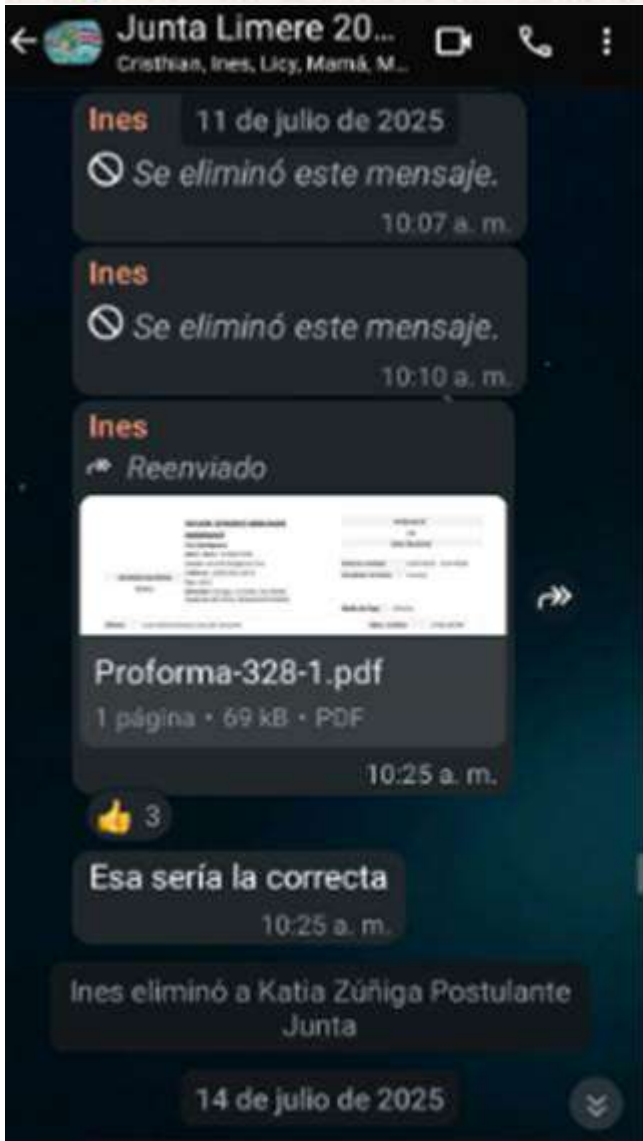 Junta Limere 20...
Cristhian, Ines, Licy, Mamá, M...
11 de julio de 2025
Ines
Se eliminó este mensaje.
10:07 a. m.
Ines
Se eliminó este mensaje.
10:10 a. m.
Ines
Reenviado
Proforma-328-1.pdf
1 página • 69 kB • PDF
10:25 a. m.
3
Esa sería la correcta
10:25 a. m.
Ines eliminó a Katia Zúñiga Postulante
Junta
14 de julio de 2025